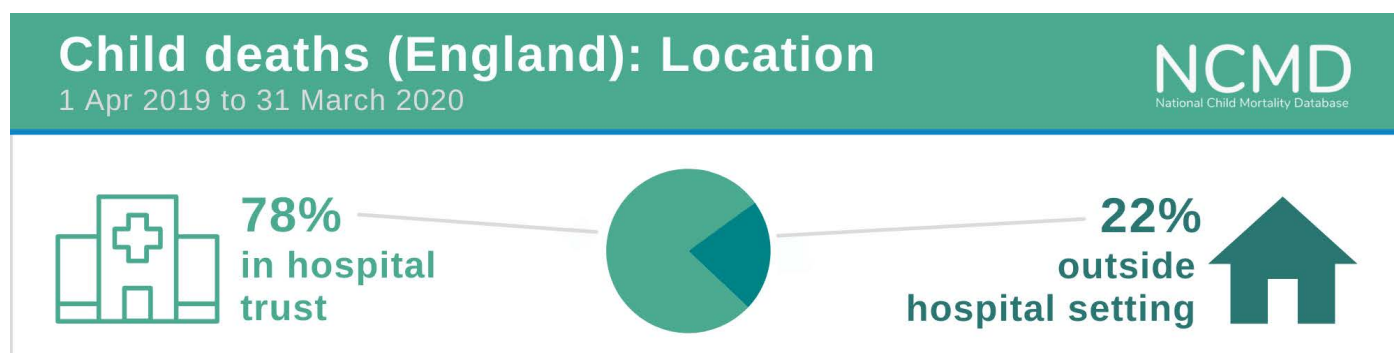 Child deaths (England): Location
1 Apr 2019 to 31 March 2020
NCMD
National Child Mortality Database
78%
in hospital
trust
22%
outside
hospital setting